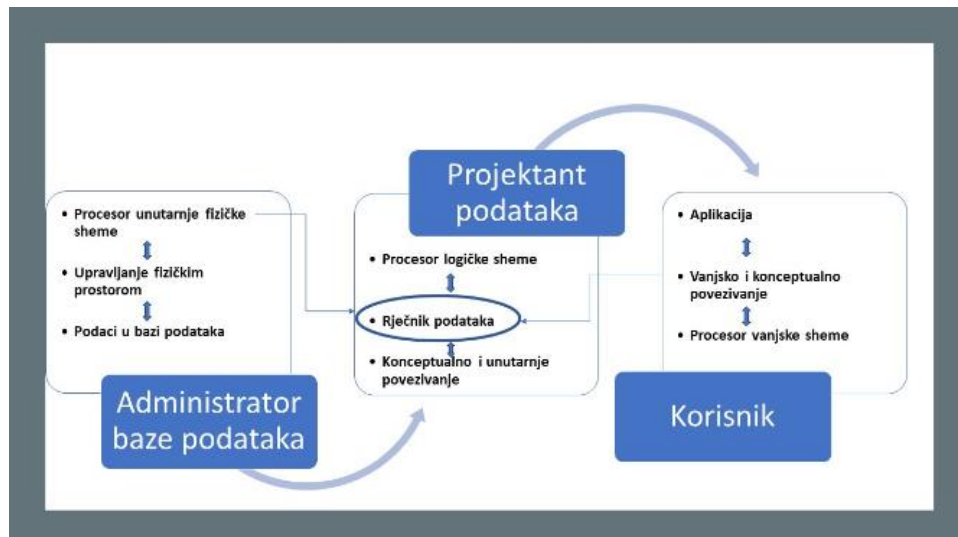 • Procesor unutarnje fizičke
sheme
• Upravljanje fizičkim
prostorom
• Podaci u bazi podataka
Administrator
baze podataka
Projektant
podataka
• Procesor logičke sheme
• Rječnik podataka
• Konceptualno i unutarnje
povezivanje
• Aplikacija
• Vanjsko i konceptualno
povezivanje
• Procesor vanjske sheme
Korisnik